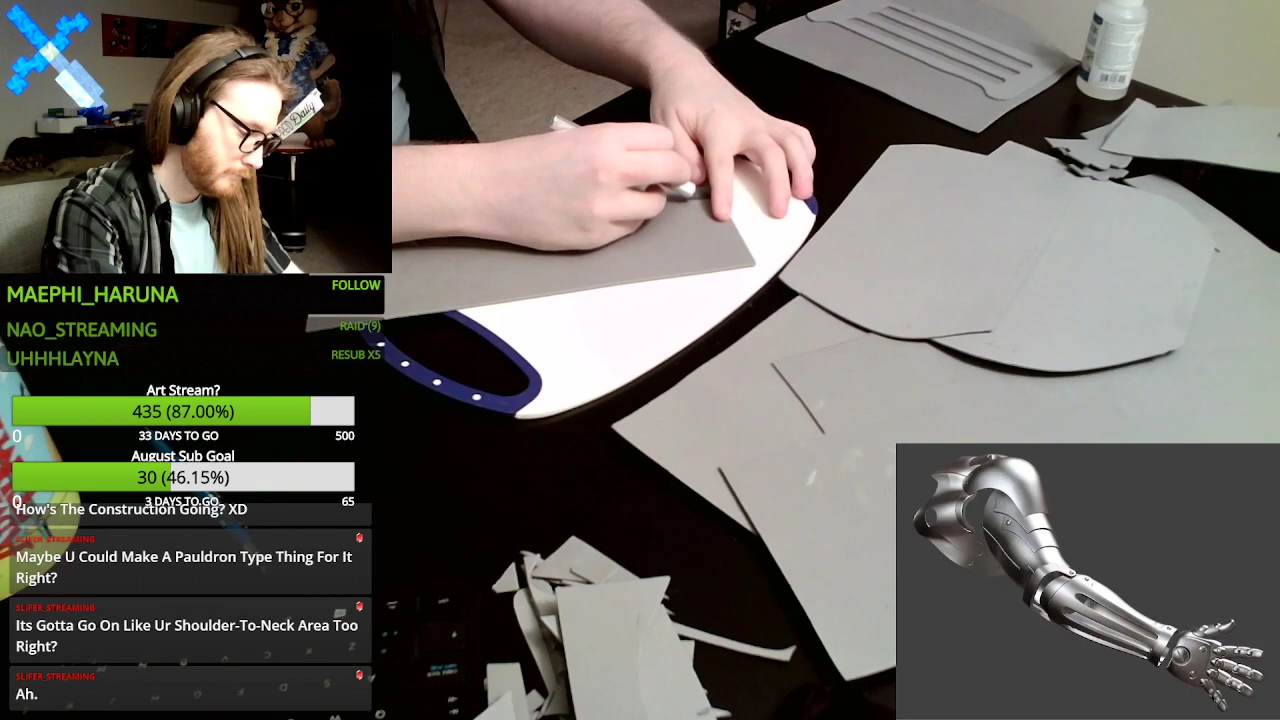 Daily
MAEPHI_HARUNA
FOLLOW
NAO_STREAMING
RAID (9)
UHHHLAYNA
RESUB X5
Art Stream?
435 (87.00%)
0
33 DAYS TO GO
500
August Sub Goal
30 (46.15%)
0
3 DAYS TO GO
65
How's The Construction Going? XD
SLIFER_STREAMING
Maybe U Could Make A Pauldron Type Thing For It
Right?
SLIFER_STREAMING
Its Gotta Go On Like Ur Shoulder-To-Neck Area Too
Right?
SLIFER_STREAMING
Ah.